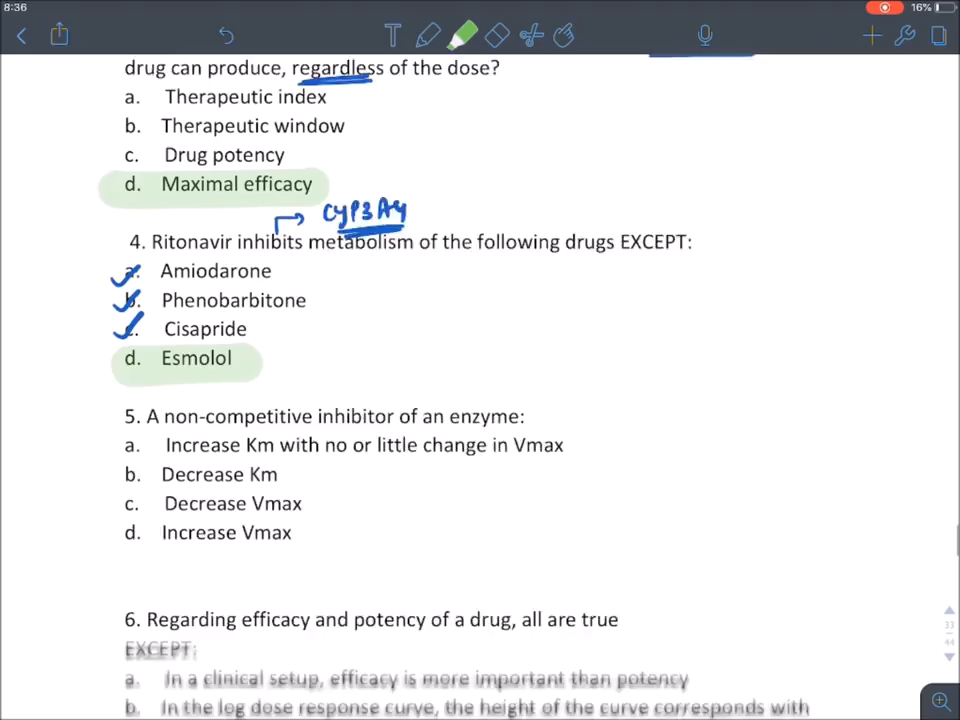 8:36
16%
drug can produce, regardless of the dose?
a. Therapeutic index
b. Therapeutic window
c. Drug potency
d. Maximal efficacy
CYP3A4
4. Ritonavir inhibits metabolism of the following drugs EXCEPT:
a. Amiodarone
b. Phenobarbitone
c. Cisapride
d. Esmolol
5. A non-competitive inhibitor of an enzyme:
a. Increase Km with no or little change in Vmax
b. Decrease Km
c. Decrease Vmax
d. Increase Vmax
6. Regarding efficacy and potency of a drug, all are true
EXCEPT:
a. In a clinical setup, efficacy is more important than potency
b. In the log dose response curve, the height of the curve corresponds with
33
44